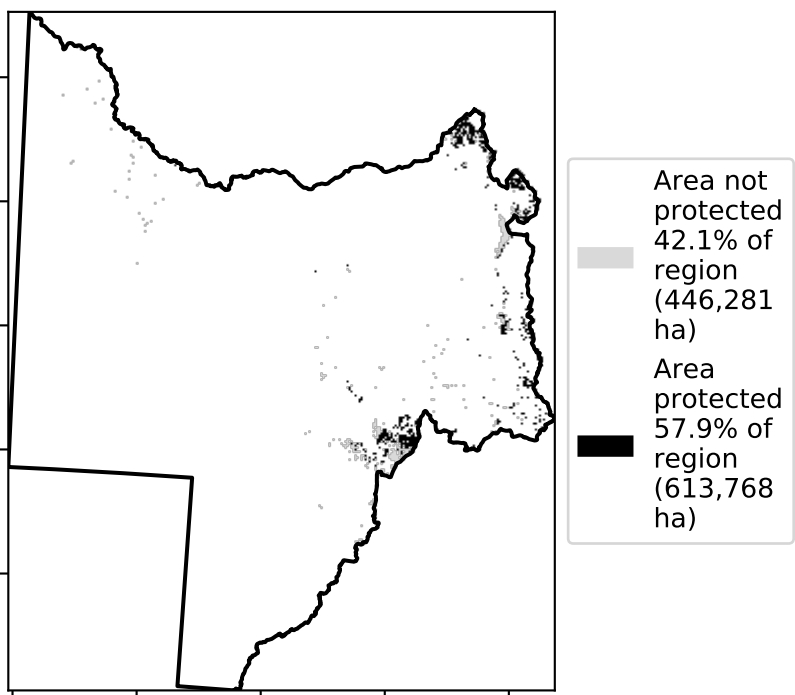 Area not
protected
42.1% of
region
(446,281
ha)
Area
protected
57.9% of
region
(613,768
ha)